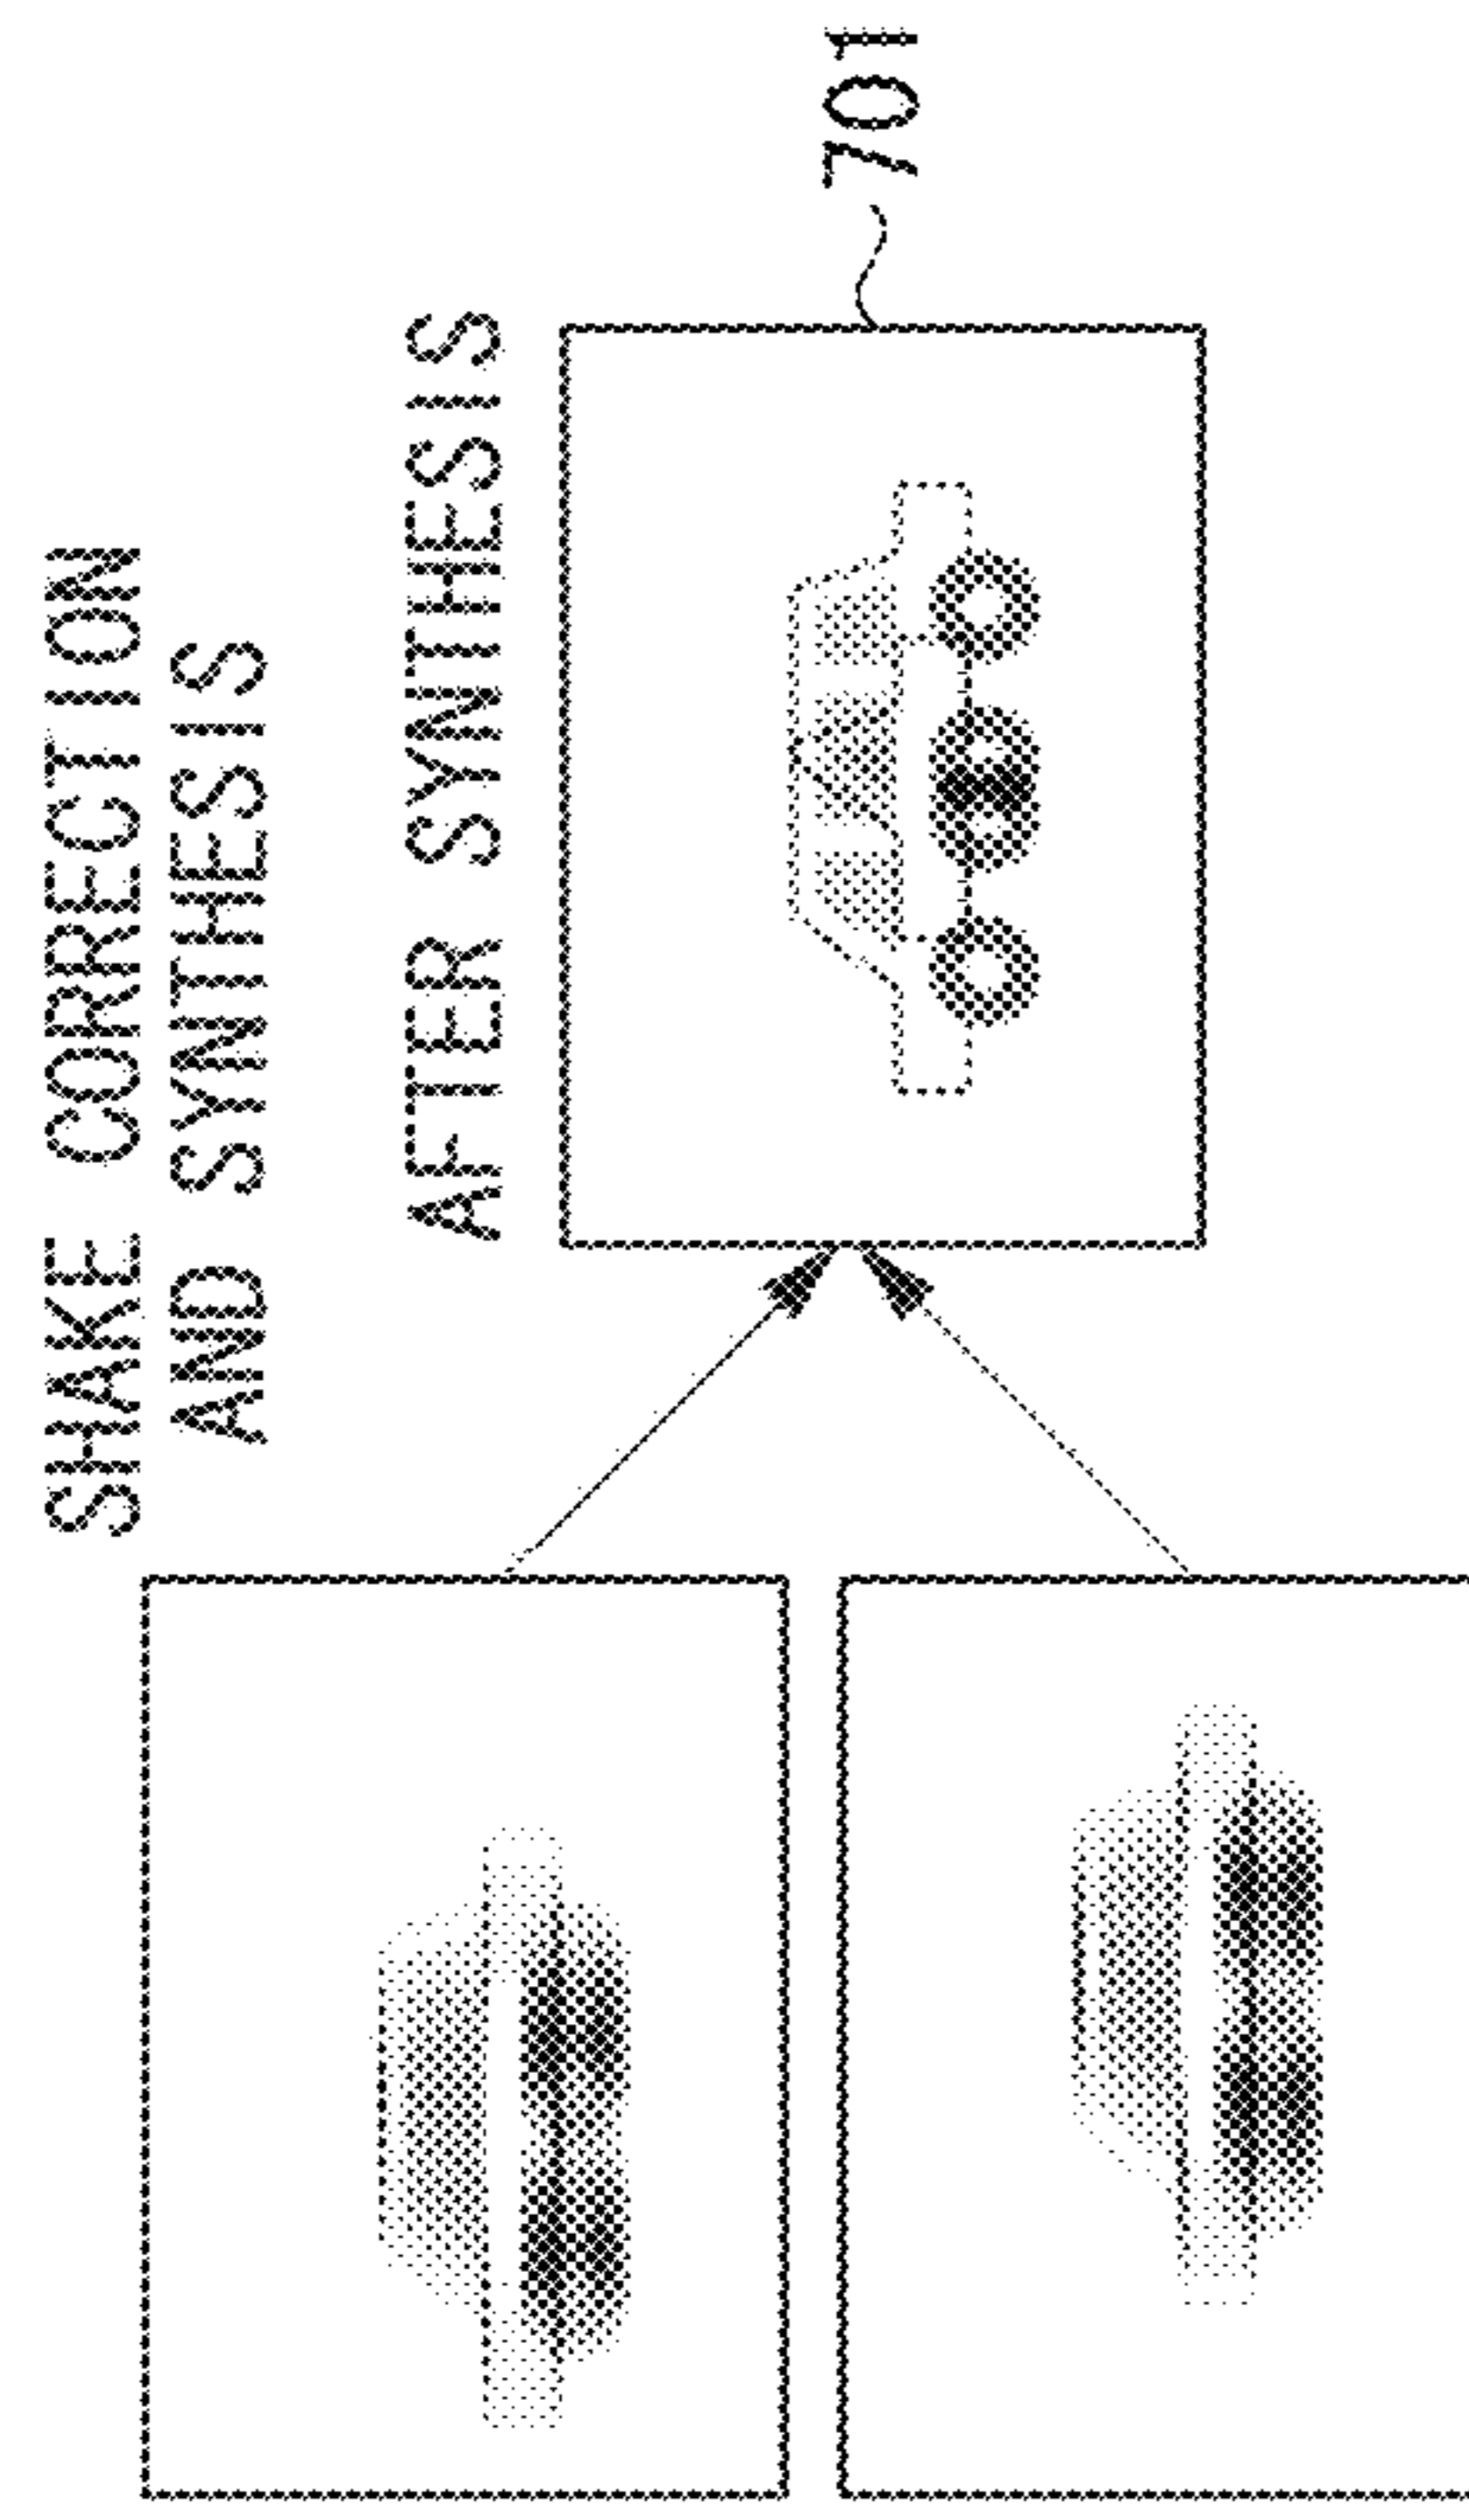 SHAKE CORRECTION
AND SYNTHESIS
AFTER SYNTHESIS
701